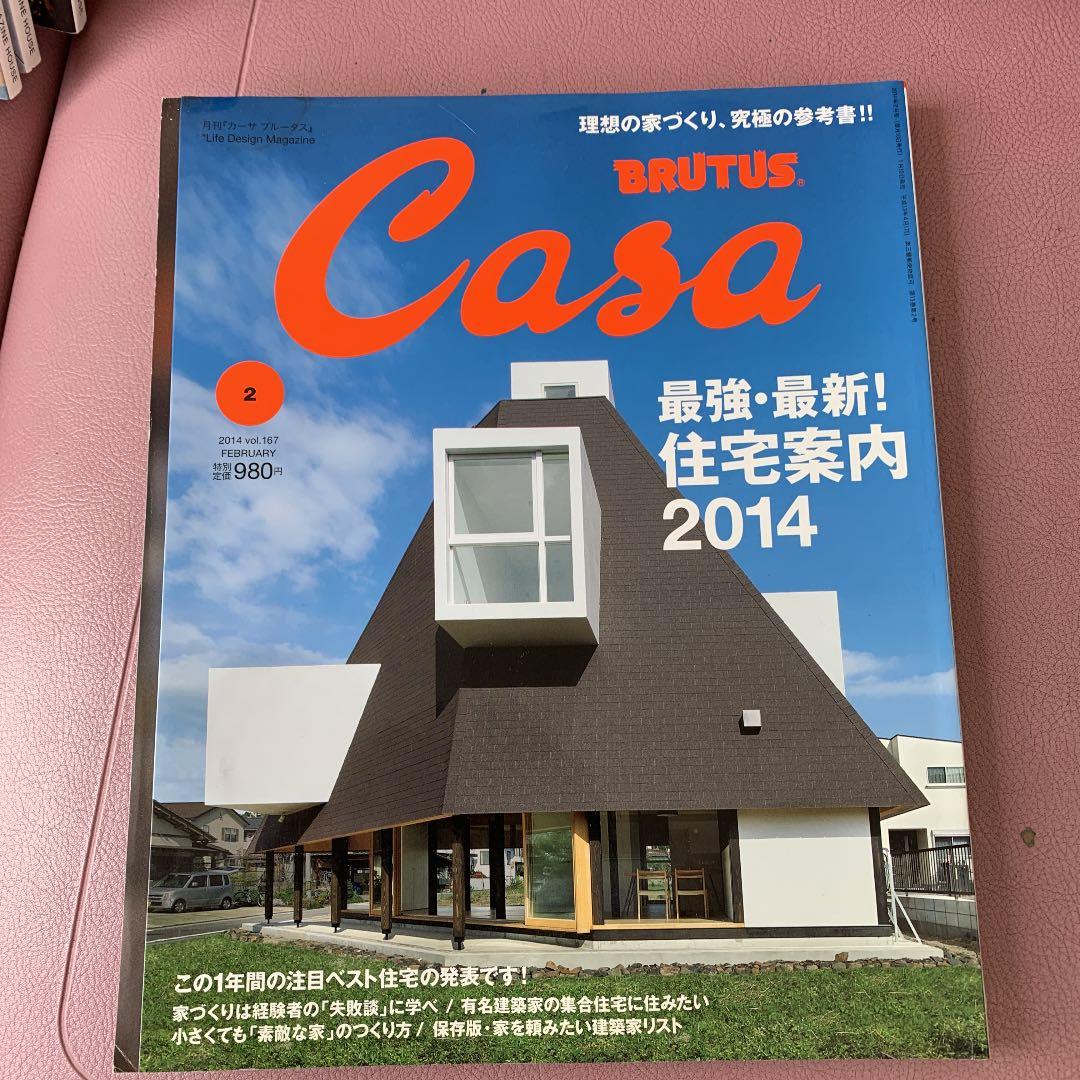 MAGAZINE HOUSE
月刊『カーサ ブルータス』
"Life Design Magazine
理想の家づくり、究極の参考書!!
BRUTUS®
Casa
2
2014 vol.167
FEBRUARY
特別定価980円
最強・最新!
住宅案内
2014
この1年間の注目ベスト住宅の発表です!
家づくりは経験者の「失敗談」に学べ / 有名建築家の集合住宅に住みたい
小さくても「素敵な家」のつくり方 / 保存版・家を頼みたい建築家リスト